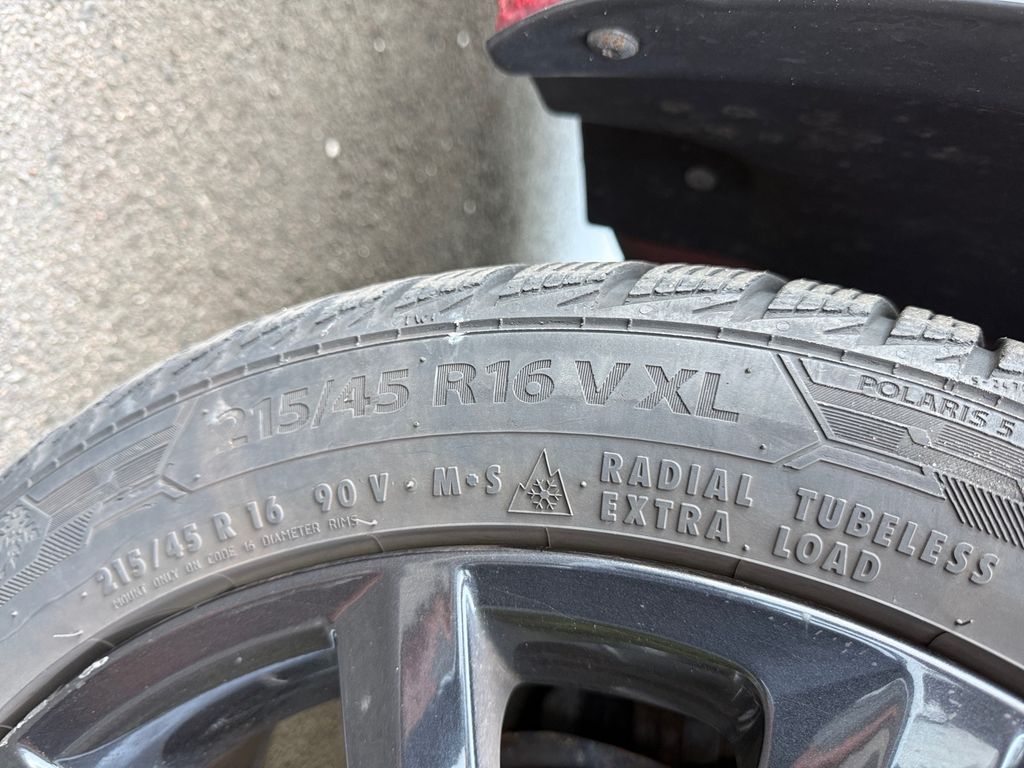 TWI
215/45 R16 V XL
POLARIS 5
215/45 R 16 90 V · M•S
RADIAL TUBELESS
EXTRA LOAD
MOUNT ONLY ON CODE 16 DIAMETER RIMS